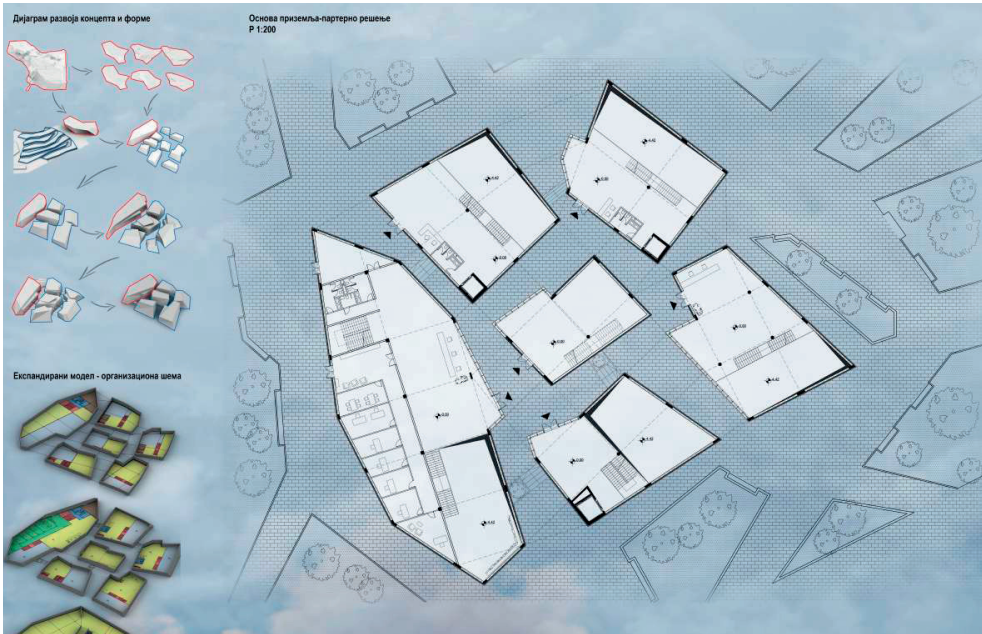 Дијаграм развоја концепта и форме
Основа приземља-партерно решење
Р 1:200
Експандирани модел - организациона шема